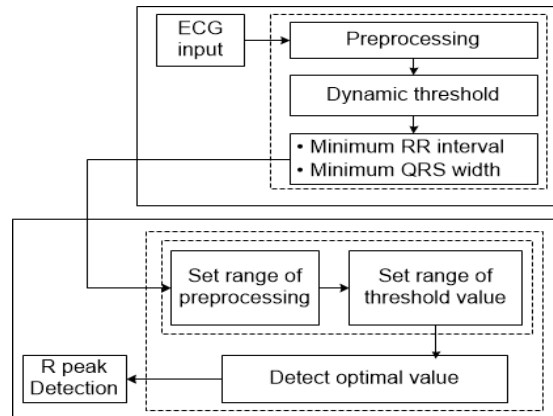 ECG
input
Preprocessing
Dynamic threshold
• Minimum RR interval
• Minimum QRS width
Set range of
preprocessing
Set range of
threshold value
R peak
Detection
Detect optimal value